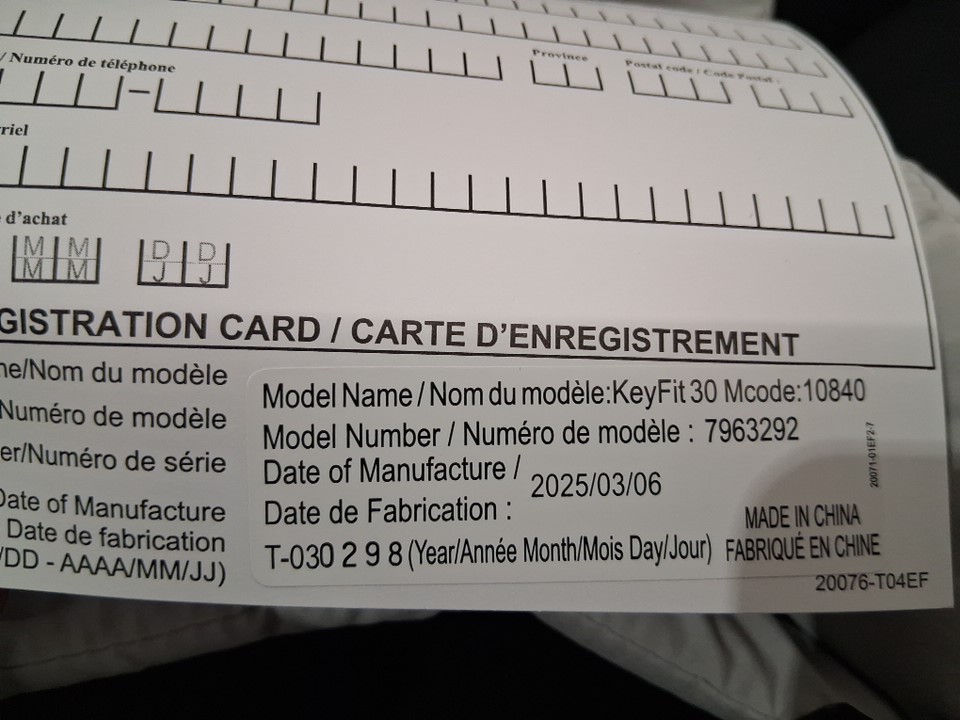 / Numéro de téléphone
Province
Postal code / Code Postal
riel
d'achat
M M D D
M M J J
GISTRATION CARD / CARTE D'ENREGISTREMENT
ne/Nom du modèle
Numéro de modèle
er/Numéro de série
Date of Manufacture
Date de fabrication
/DD - AAAA/MM/JJ)
Model Name / Nom du modèle:KeyFit 30 Mcode:10840
Model Number / Numéro de modèle : 7963292
Date of Manufacture /
2025/03/06
Date de Fabrication :
T-030 2 9 8 (Year/Année Month/Mois Day/Jour)
MADE IN CHINA
FABRIQUÉ EN CHINE
20071-01EF2-7
20076-T04EF